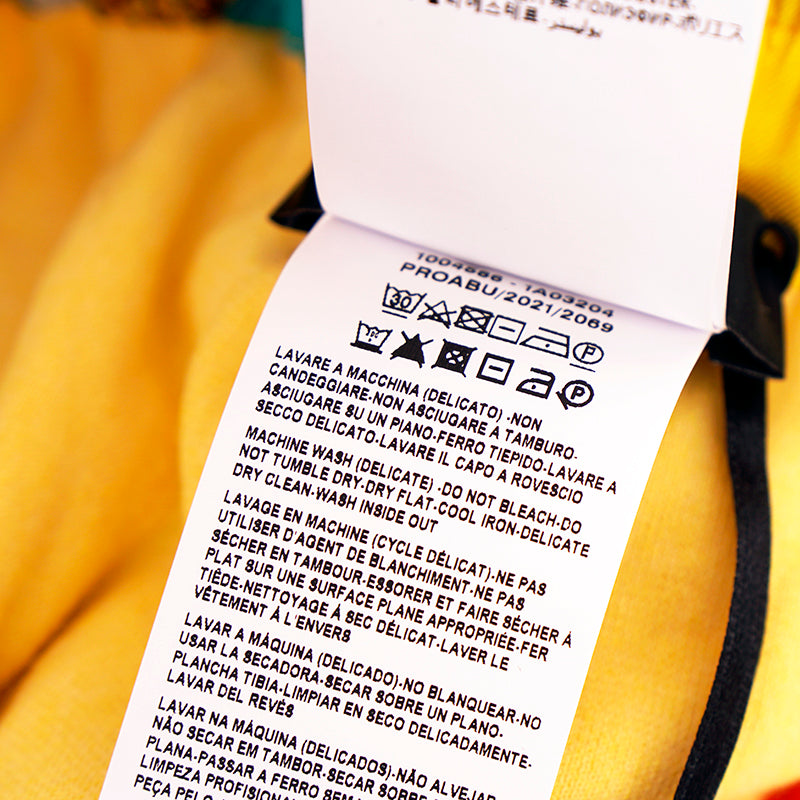 1004586 - 1A03204
PROABU/2021/2069
30
P
P
LAVARE A MACCHINA (DELICATO) -NON
CANDEGGIARE-NON ASCIUGARE A TAMBURO-
ASCIUGARE SU UN PIANO-FERRO TIEPIDO-LAVARE A
SECCO DELICATO-LAVARE IL CAPO A ROVESCIO
MACHINE WASH (DELICATE) -DO NOT BLEACH-DO
NOT TUMBLE DRY-DRY FLAT-COOL IRON-DELICATE
DRY CLEAN-WASH INSIDE OUT
LAVAGE EN MACHINE (CYCLE DÉLICAT)-NE PAS
UTILISER D'AGENT DE BLANCHIMENT-NE PAS
SÉCHER EN TAMBOUR-ESSORER ET FAIRE SÉCHER À
PLAT SUR UNE SURFACE PLANE APPROPRIÉE-FER
TIÈDE-NETTOYAGE À SEC DÉLICAT-LAVER LE
VÊTEMENT À L'ENVERS
LAVAR A MÁQUINA (DELICADO)-NO BLANQUEAR-NO
USAR LA SECADORA-SECAR SOBRE UN PLANO-
PLANCHA TIBIA-LIMPIAR EN SECO DELICADAMENTE-
LAVAR DEL REVÉS
LAVAR NA MÁQUINA (DELICADOS)-NÃO ALVEJAR
NÃO SECAR EM TAMBOR-SECAR SOBRE
PLANA-PASSAR A FERRO
LIMPEZA
PEÇA